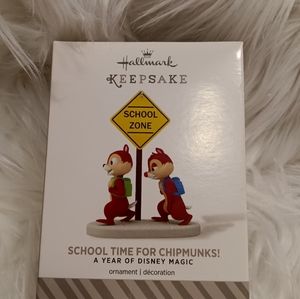 Hallmark
KEEPSAKE
SCHOOL
ZONE
SCHOOL TIME FOR CHIPMUNKS!
A YEAR OF DISNEY MAGIC
ornament | décoration